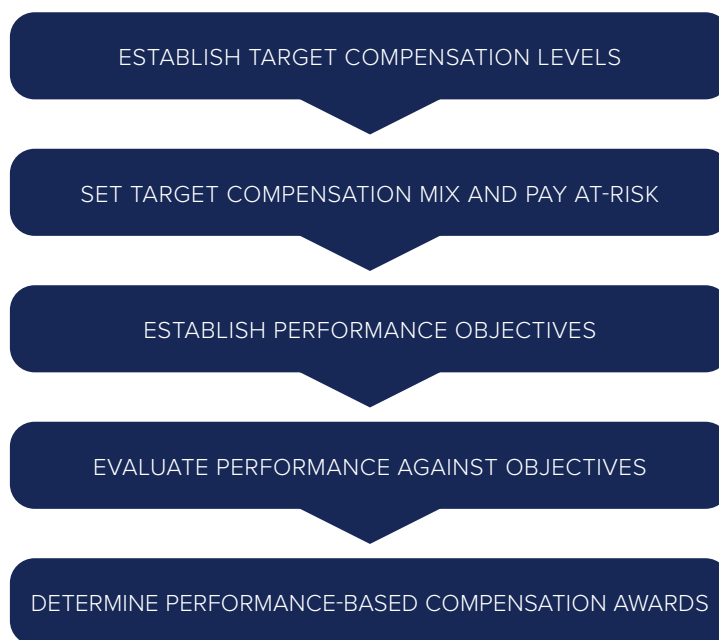 ESTABLISH TARGET COMPENSATION LEVELS
SET TARGET COMPENSATION MIX AND PAY AT-RISK
ESTABLISH PERFORMANCE OBJECTIVES
EVALUATE PERFORMANCE AGAINST OBJECTIVES
DETERMINE PERFORMANCE-BASED COMPENSATION AWARDS